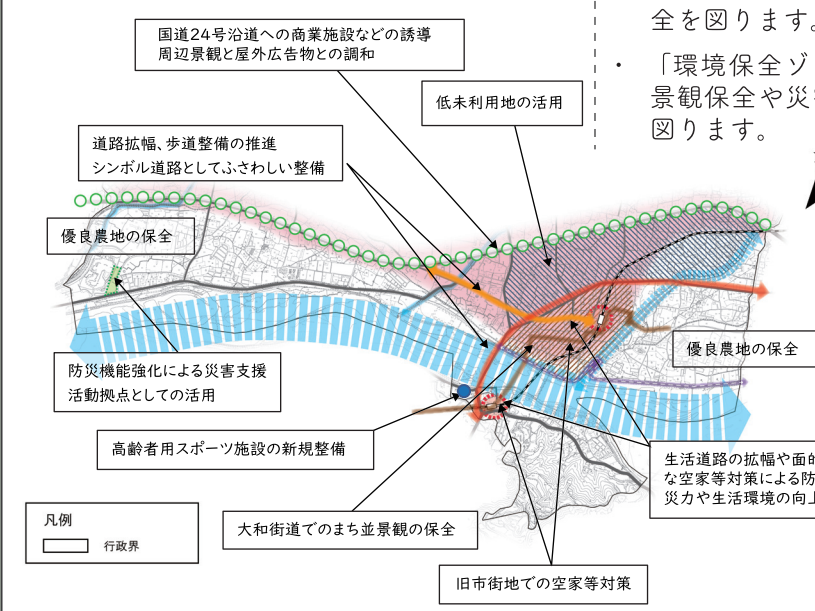 全を図ります。
・「環境保全ゾ
景観保全や災
図ります。
国道24号沿道への商業施設などの誘導
周辺景観と屋外広告物との調和
低未利用地の活用
道路拡幅、歩道整備の推進
シンボル道路としてふさわしい整備
優良農地の保全
優良農地の保全
防災機能強化による災害支援
活動拠点としての活用
高齢者用スポーツ施設の新規整備
生活道路の拡幅や面的
な空家等対策による防
災力や生活環境の向上
凡例
行政界
大和街道でのまち並景観の保全
旧市街地での空家等対策